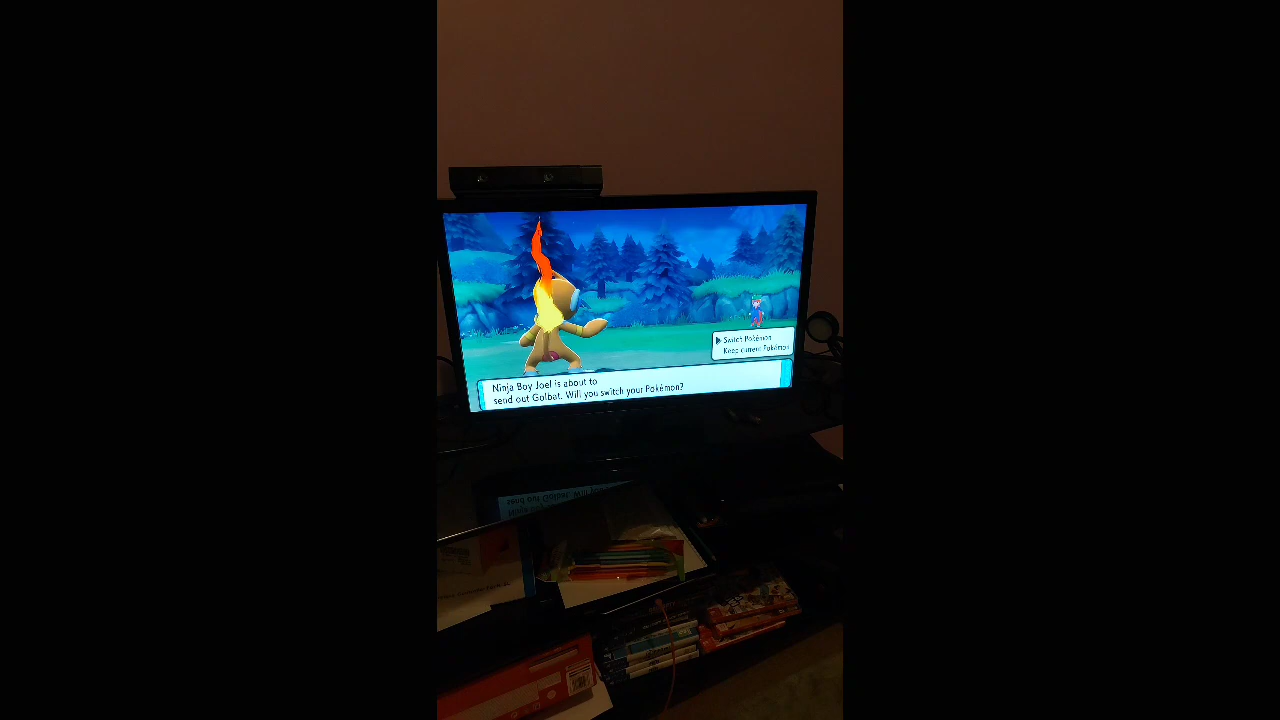 Switch Pokémon
Keep current Pokémon
Ninja Boy Joel is about to
send out Golbat. Will you switch your Pokémon?